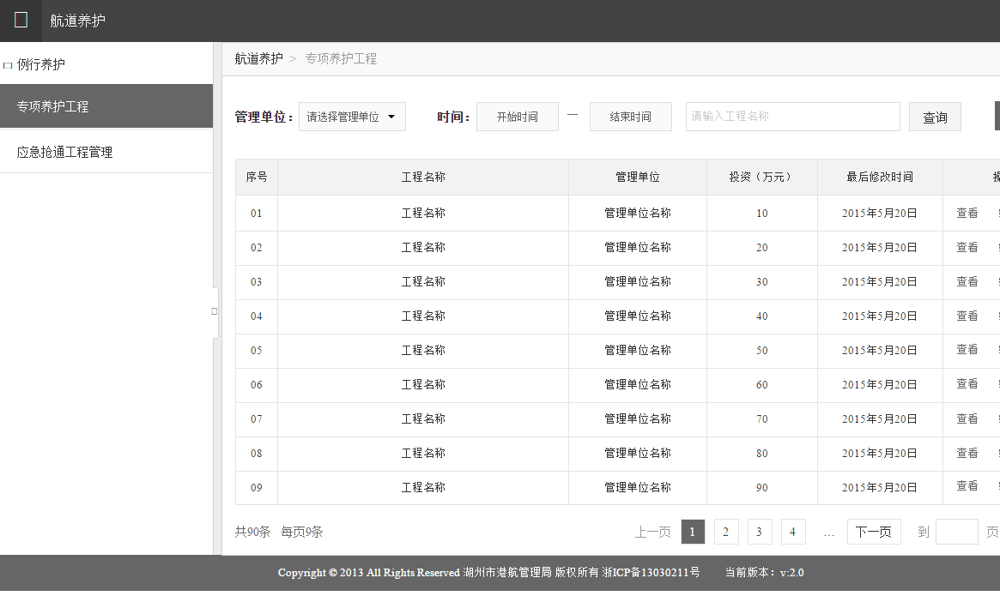 航道养护
例行养护
专项养护工程
应急抢通工程管理
航道养护 > 专项养护工程
管理单位： 请选择管理单位 时间： 开始时间 — 结束时间 请输入工程名称 查询
序号 工程名称 管理单位 投资（万元） 最后修改时间
01 工程名称 管理单位名称 10 2015年5月20日 查看
02 工程名称 管理单位名称 20 2015年5月20日 查看
03 工程名称 管理单位名称 30 2015年5月20日 查看
04 工程名称 管理单位名称 40 2015年5月20日 查看
05 工程名称 管理单位名称 50 2015年5月20日 查看
06 工程名称 管理单位名称 60 2015年5月20日 查看
07 工程名称 管理单位名称 70 2015年5月20日 查看
08 工程名称 管理单位名称 80 2015年5月20日 查看
09 工程名称 管理单位名称 90 2015年5月20日 查看
共90条 每页9条 上一页 1 2 3 4 … 下一页 到 页
Copyright © 2013 All Rights Reserved 湖州市港航管理局 版权所有 浙ICP备13030211号 当前版本：v:2.0